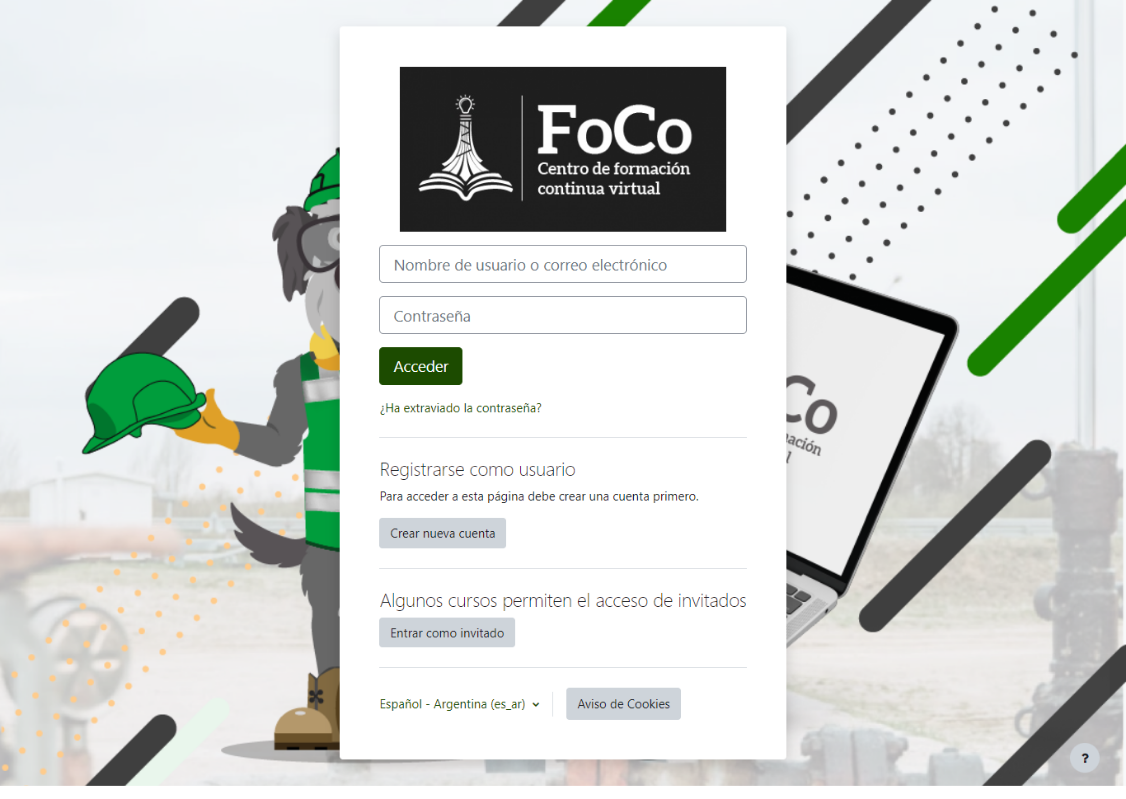 FoCo
Centro de formación
continua virtual
Nombre de usuario o correo electrónico
Contraseña
Acceder
¿Ha extraviado la contraseña?
Registrarse como usuario
Para acceder a esta página debe crear una cuenta primero.
Crear nueva cuenta
Algunos cursos permiten el acceso de invitados
Entrar como invitado
Español - Argentina (es_ar)
Aviso de Cookies
?